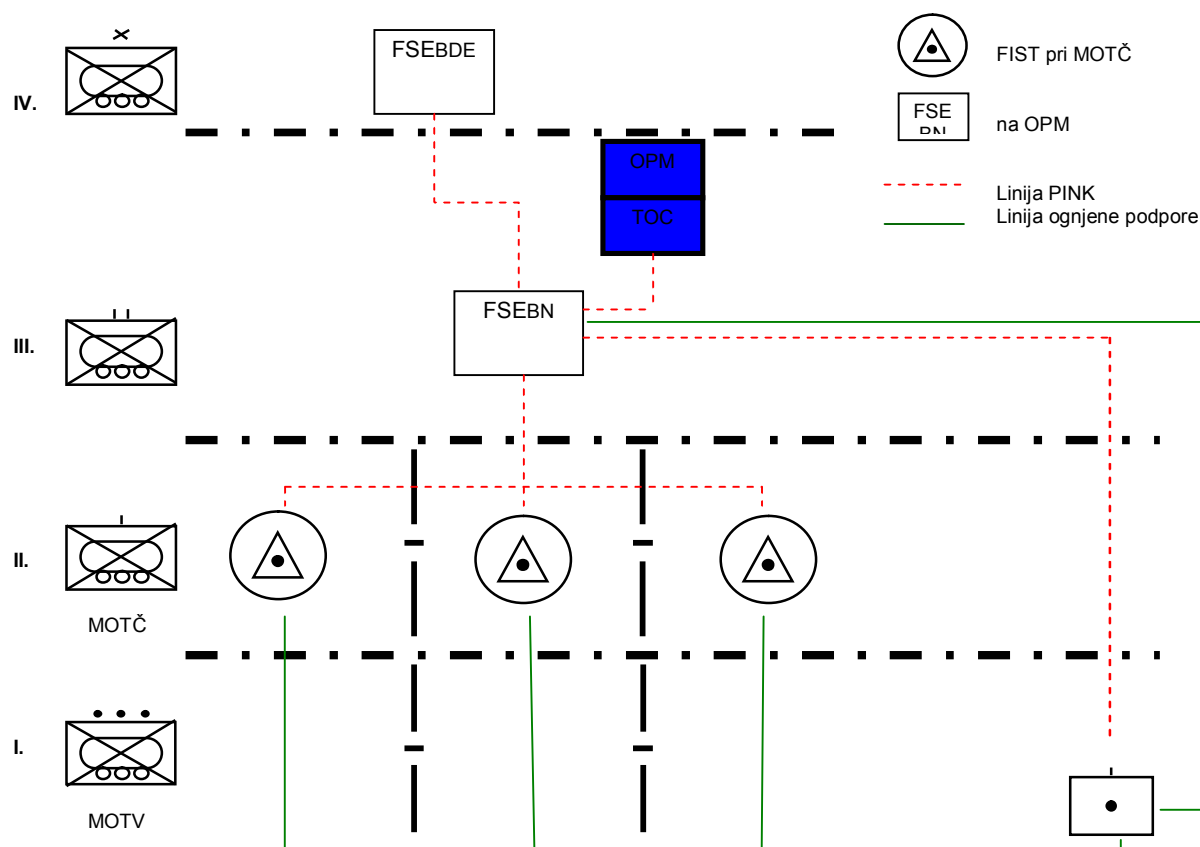 IV.
FSEBDE
FIST pri MOTČ
FSE
BN
na OPM
OPM
TOC
Linija PINK
Linija ognjene podpore
III.
FSEBN
II.
MOTČ
I.
MOTV